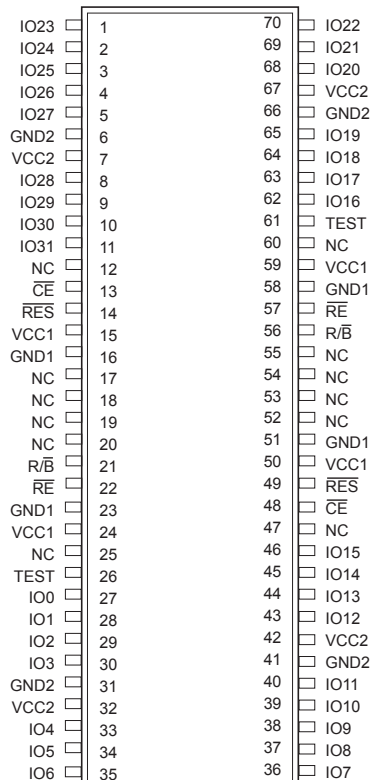 IO23 1 70 IO22
IO24 2 69 IO21
IO25 3 68 IO20
IO26 4 67 VCC2
IO27 5 66 GND2
GND2 6 65 IO19
VCC2 7 64 IO18
IO28 8 63 IO17
IO29 9 62 IO16
IO30 10 61 TEST
IO31 11 60 NC
NC 12 59 VCC1
C̅E̅ 13 58 GND1
R̅E̅S̅ 14 57 R̅E̅
VCC1 15 56 R/B̅
GND1 16 55 NC
NC 17 54 NC
NC 18 53 NC
NC 19 52 NC
NC 20 51 GND1
R/B̅ 21 50 VCC1
R̅E̅ 22 49 R̅E̅S̅
GND1 23 48 C̅E̅
VCC1 24 47 NC
NC 25 46 IO15
TEST 26 45 IO14
IO0 27 44 IO13
IO1 28 43 IO12
IO2 29 42 VCC2
IO3 30 41 GND2
GND2 31 40 IO11
VCC2 32 39 IO10
IO4 33 38 IO9
IO5 34 37 IO8
IO6 35 36 IO7